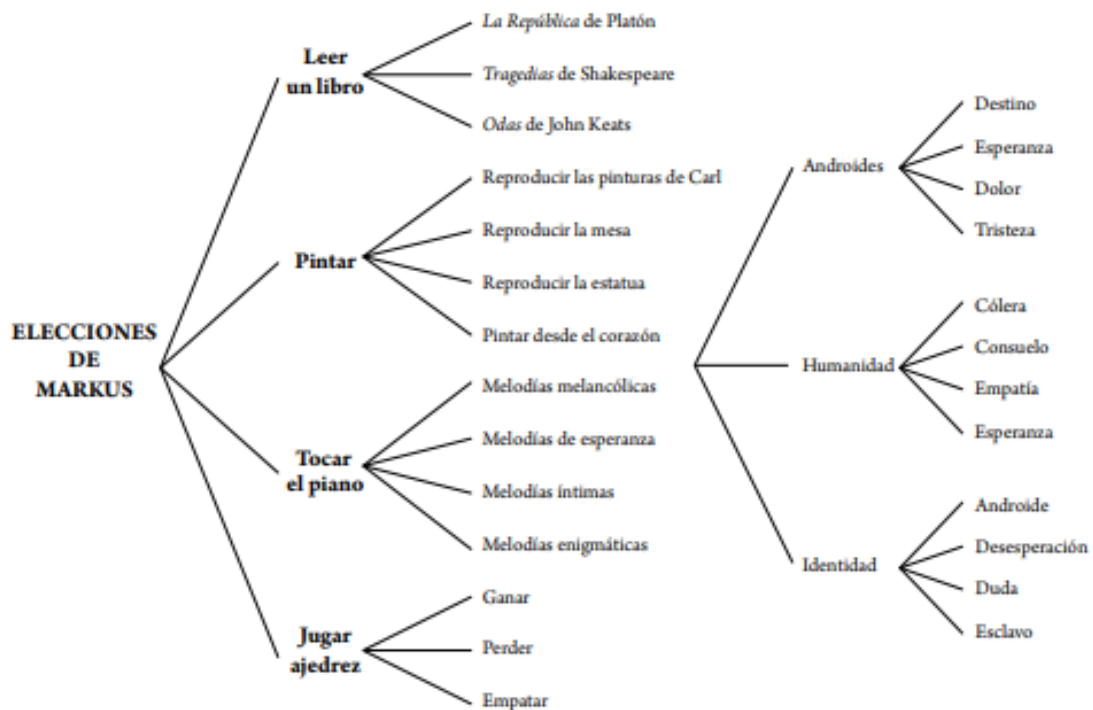 ELECCIONES
DE
MARKUS
Leer
un libro
La República de Platón
Tragedias de Shakespeare
Odas de John Keats
Pintar
Reproducir las pinturas de Carl
Reproducir la mesa
Reproducir la estatua
Pintar desde el corazón
Androides
Destino
Esperanza
Dolor
Tristeza
Humanidad
Cólera
Consuelo
Empatía
Esperanza
Identidad
Androide
Desesperación
Duda
Esclavo
Tocar
el piano
Melodías melancólicas
Melodías de esperanza
Melodías íntimas
Melodías enigmáticas
Jugar
ajedrez
Ganar
Perder
Empatar